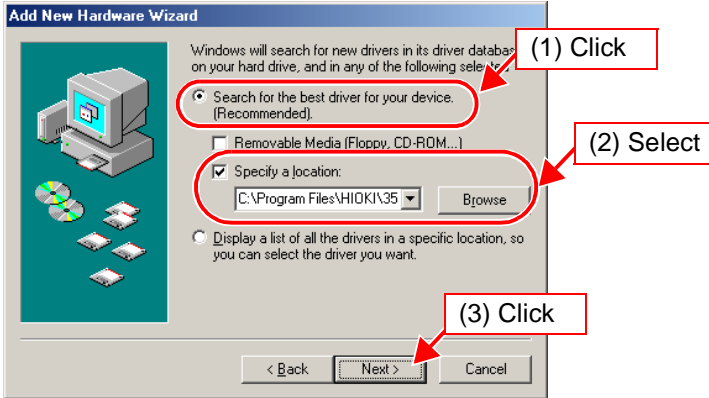 Add New Hardware Wizard
Windows will search for new drivers in its driver databas
on your hard drive, and in any of the following selected
(1) Click
Search for the best driver for your device.
(Recommended).
Removable Media (Floppy, CD-ROM...)
(2) Select
Specify a location:
C:\Program Files\HIOKI\35
Browse
Display a list of all the drivers in a specific location, so
you can select the driver you want.
(3) Click
< Back
Next >
Cancel